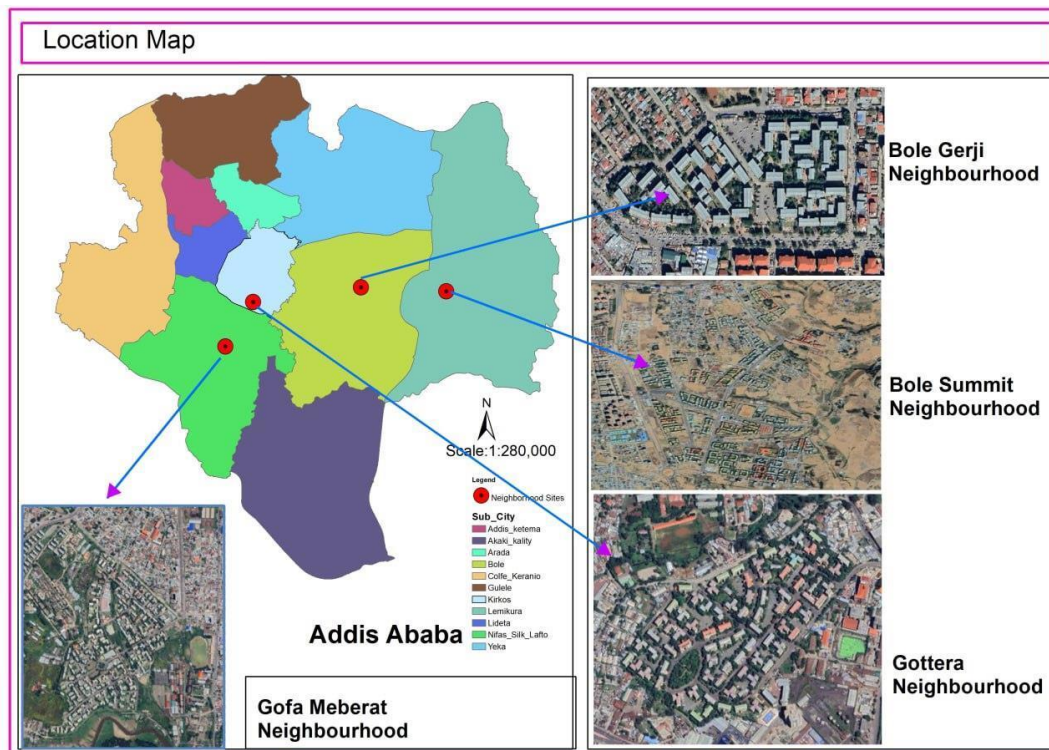 Location Map
Bole Gerji
Neighbourhood
Bole Summit
Neighbourhood
Gottera
Neighbourhood
N
Scale:1:280,000
Legend
Neighborhood Sites
Sub_City
Addis_ketema
Akaki_kality
Arada
Bole
Colfe_Keranio
Gulele
Kirkos
Lemikura
Lideta
Nifas_Silk_Lafto
Yeka
Addis Ababa
Gofa Meberat
Neighbourhood